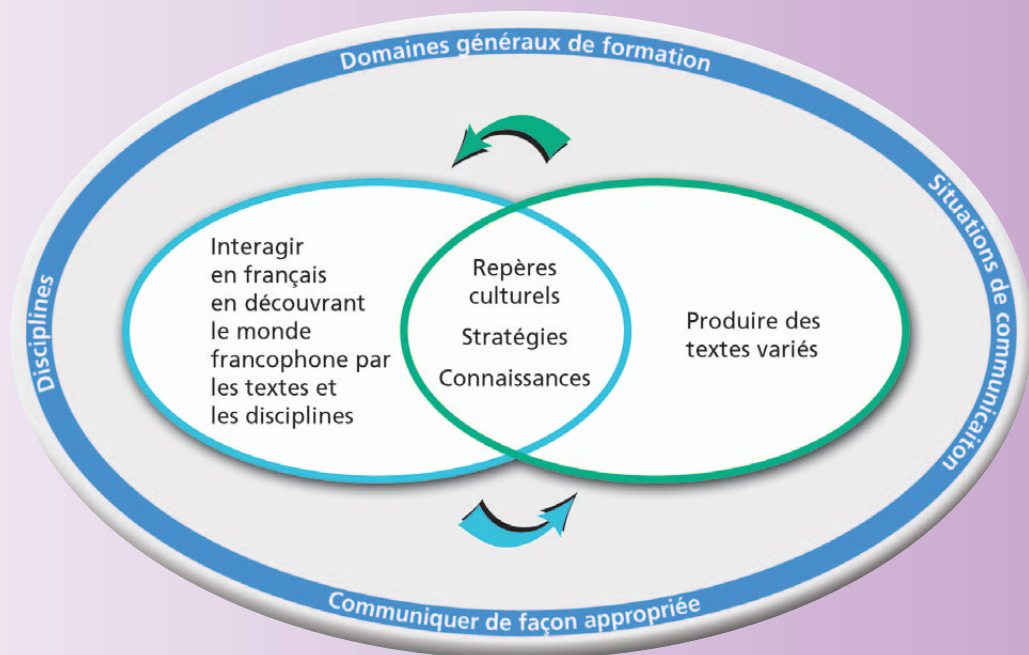 Domaines généraux de formation
Disciplines
Situations de communicaiton
Interagir
en français
en découvrant
le monde
francophone par
les textes et
les disciplines
Repères
culturels
Stratégies
Connaissances
Produire des
textes variés
Communiquer de façon appropriée